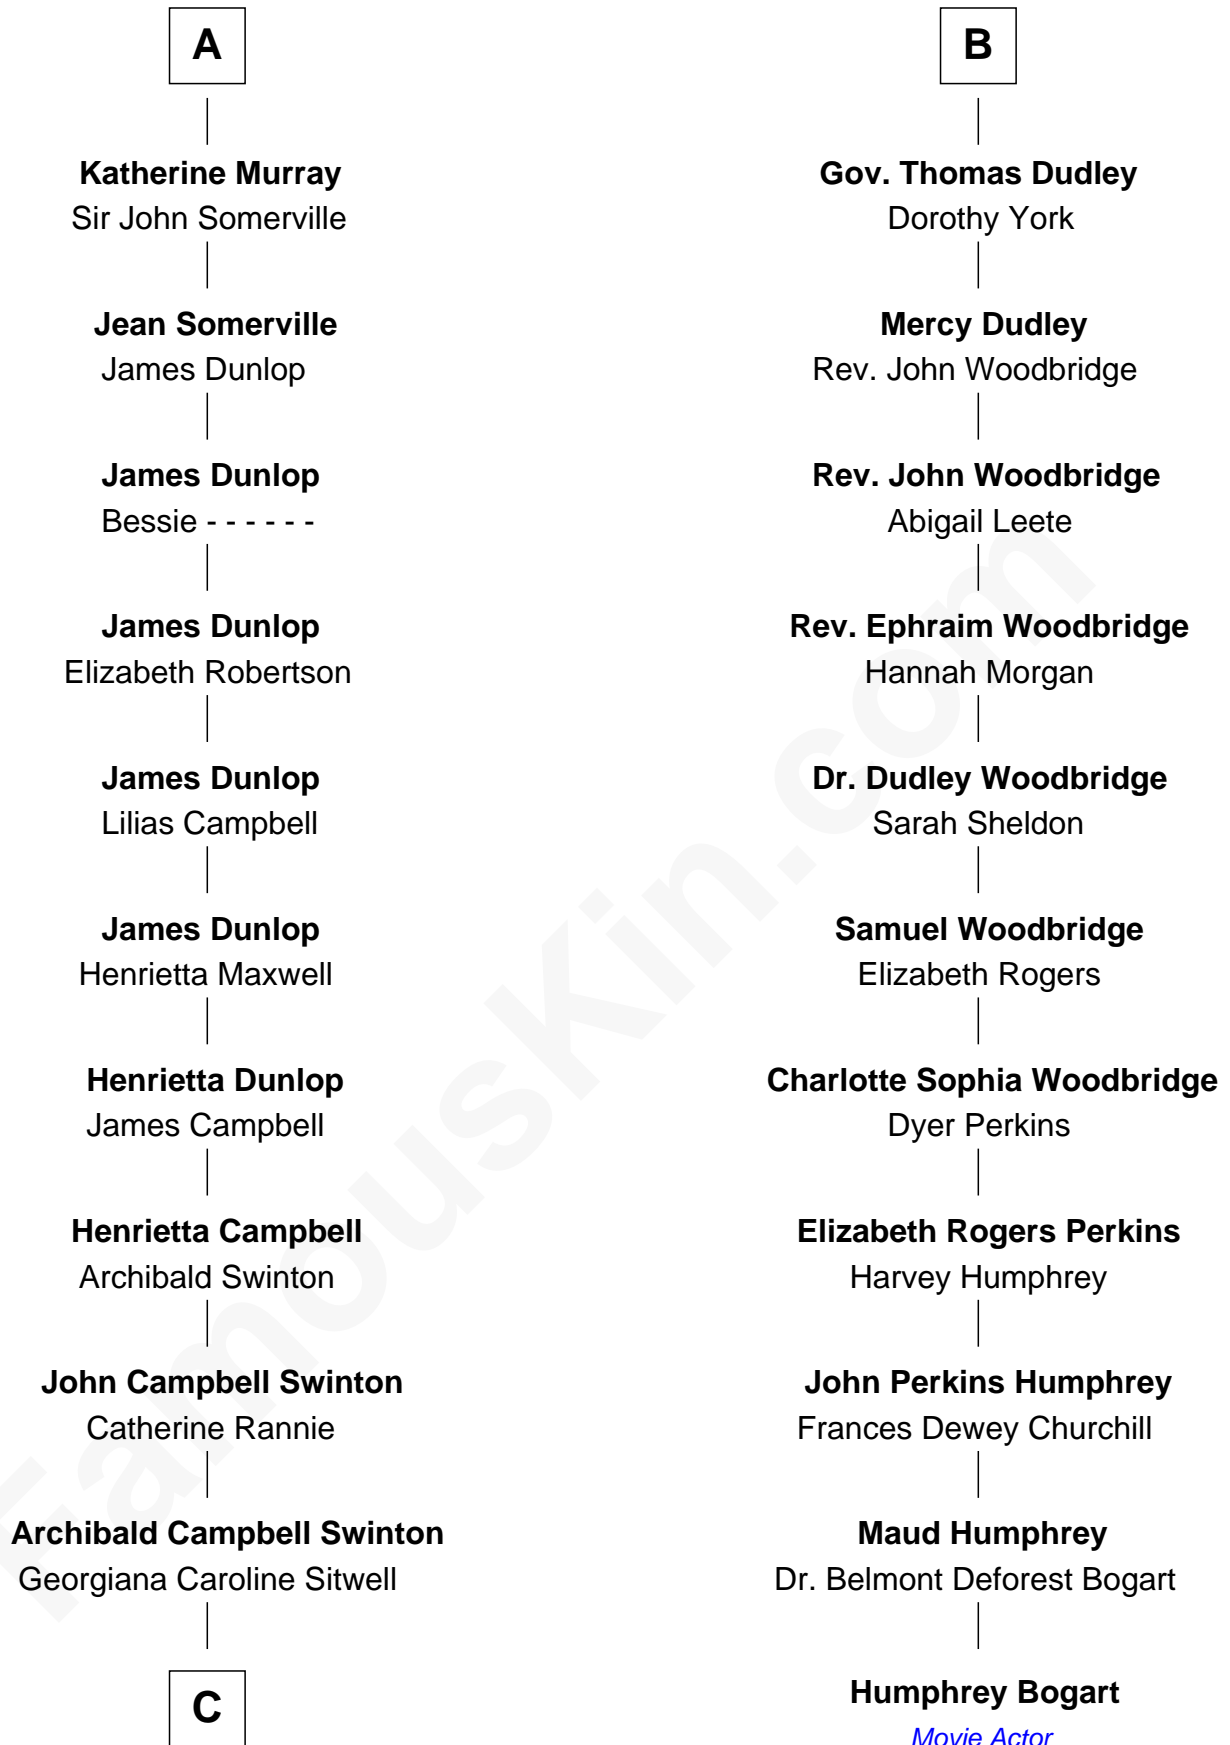 A
Katherine Murray
Sir John Somerville
Jean Somerville
James Dunlop
James Dunlop
Bessie - - - - - -
James Dunlop
Elizabeth Robertson
James Dunlop
Lilias Campbell
James Dunlop
Henrietta Maxwell
Henrietta Dunlop
James Campbell
Henrietta Campbell
Archibald Swinton
John Campbell Swinton
Catherine Rannie
Archibald Campbell Swinton
Georgiana Caroline Sitwell
C
B
Gov. Thomas Dudley
Dorothy York
Mercy Dudley
Rev. John Woodbridge
Rev. John Woodbridge
Abigail Leete
Rev. Ephraim Woodbridge
Hannah Morgan
Dr. Dudley Woodbridge
Sarah Sheldon
Samuel Woodbridge
Elizabeth Rogers
Charlotte Sophia Woodbridge
Dyer Perkins
Elizabeth Rogers Perkins
Harvey Humphrey
John Perkins Humphrey
Frances Dewey Churchill
Maud Humphrey
Dr. Belmont Deforest Bogart
Humphrey Bogart
Movie Actor
FamousKin.com